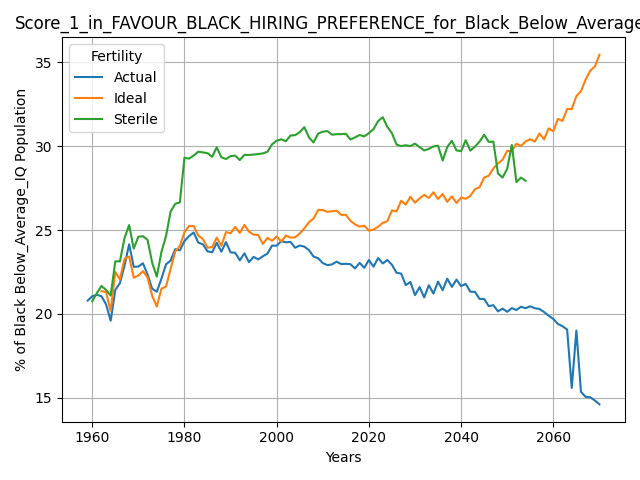 Score_1_in_FAVOUR_BLACK_HIRING_PREFERENCE_for_Black_Below_Average
Fertility
Actual
Ideal
Sterile
% of Black Below_Average_IQ Population
35
30
25
20
15
1960 1980 2000 2020 2040 2060
Years